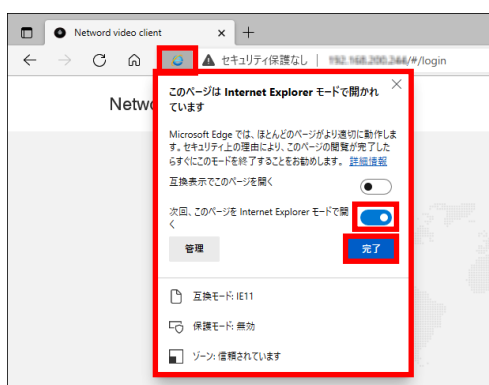 Netword video client
セキュリティ保護なし
/#/login
Netwo
このページは Internet Explorer モードで開かれ
ています
Microsoft Edge では、ほとんどのページがより適切に動作しま
す。セキュリティ上の理由により、このページの閲覧が完了した
らすぐにこのモードを終了することをお勧めします。 詳細情報
互換表示でこのページを開く
次回、このページを Internet Explorer モードで開
く
管理
完了
互換モード: IE11
保護モード: 無効
ゾーン: 信頼されています